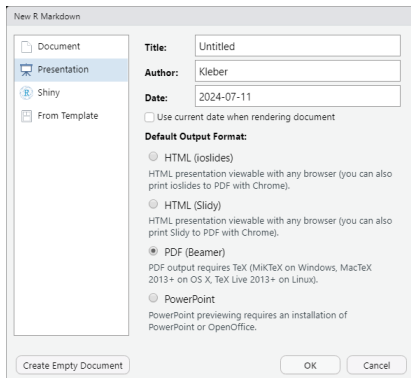 New R Markdown
Document
Presentation
Shiny
From Template
Title: Untitled
Author: Kleber
Date: 2024-07-11
Use current date when rendering document
Default Output Format:
HTML (ioslides)
HTML presentation viewable with any browser (you can also
print ioslides to PDF with Chrome).
HTML (Slidy)
HTML presentation viewable with any browser (you can also
print Slidy to PDF with Chrome).
PDF (Beamer)
PDF output requires TeX (MiKTeX on Windows, MacTeX
2013+ on OS X, TeX Live 2013+ on Linux).
PowerPoint
PowerPoint previewing requires an installation of
PowerPoint or OpenOffice.
Create Empty Document
OK
Cancel